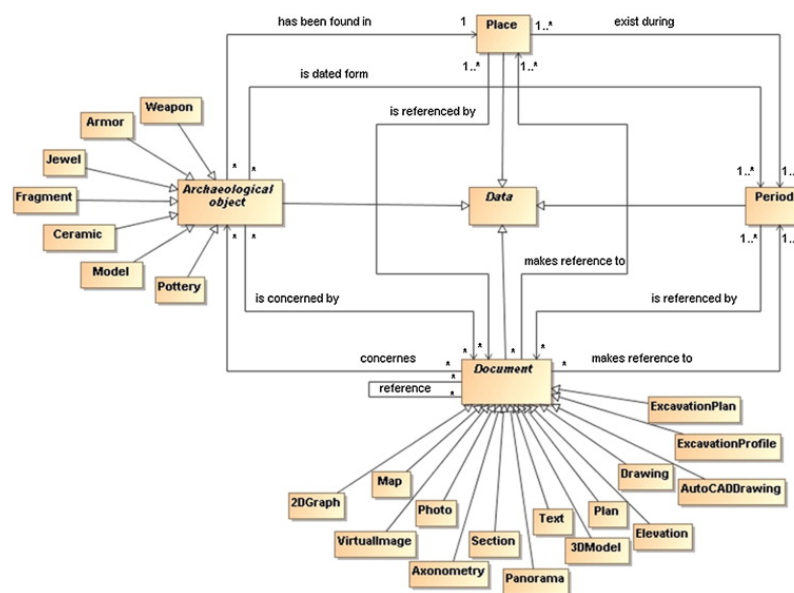 has been found in
1
Place
1..*
exist during
1..*
1..*
is dated form
Weapon
Armor
is referenced by
Jewel
*
*
1..*
1..
Fragment
Archaeological
object
Data
Period
Ceramic
*
*
1..*
1..
Model
makes reference to
Pottery
is concerned by
is referenced by
*
*
*
*
concernes
*
Document
*
makes reference to
*
reference
*
ExcavationPlan
ExcavationProfile
Drawing
Map
AutoCADDrawing
2DGraph
Photo
Text
Plan
Elevation
VirtualImage
Section
3DModel
Axonometry
Panorama